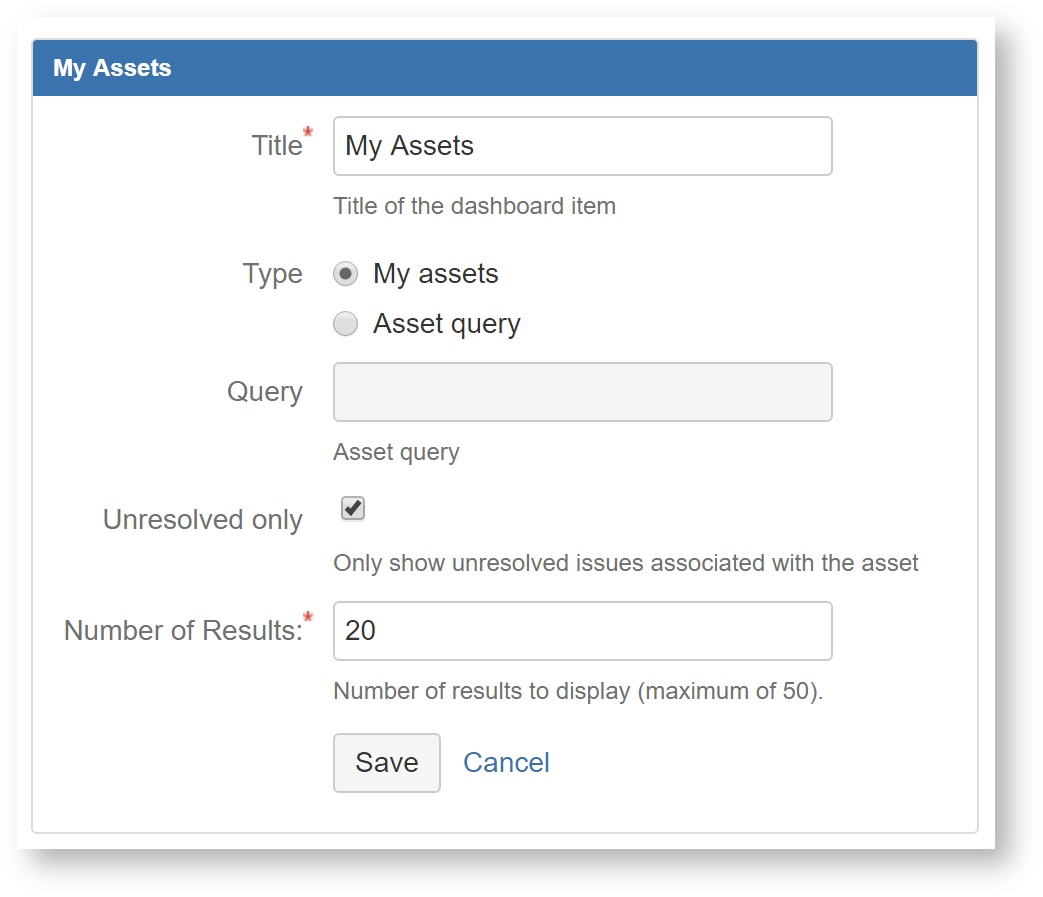 My Assets
Title*
My Assets
Title of the dashboard item
Type
My assets
Asset query
Query
Asset query
Unresolved only
Only show unresolved issues associated with the asset
Number of Results:*
20
Number of results to display (maximum of 50).
Save Cancel